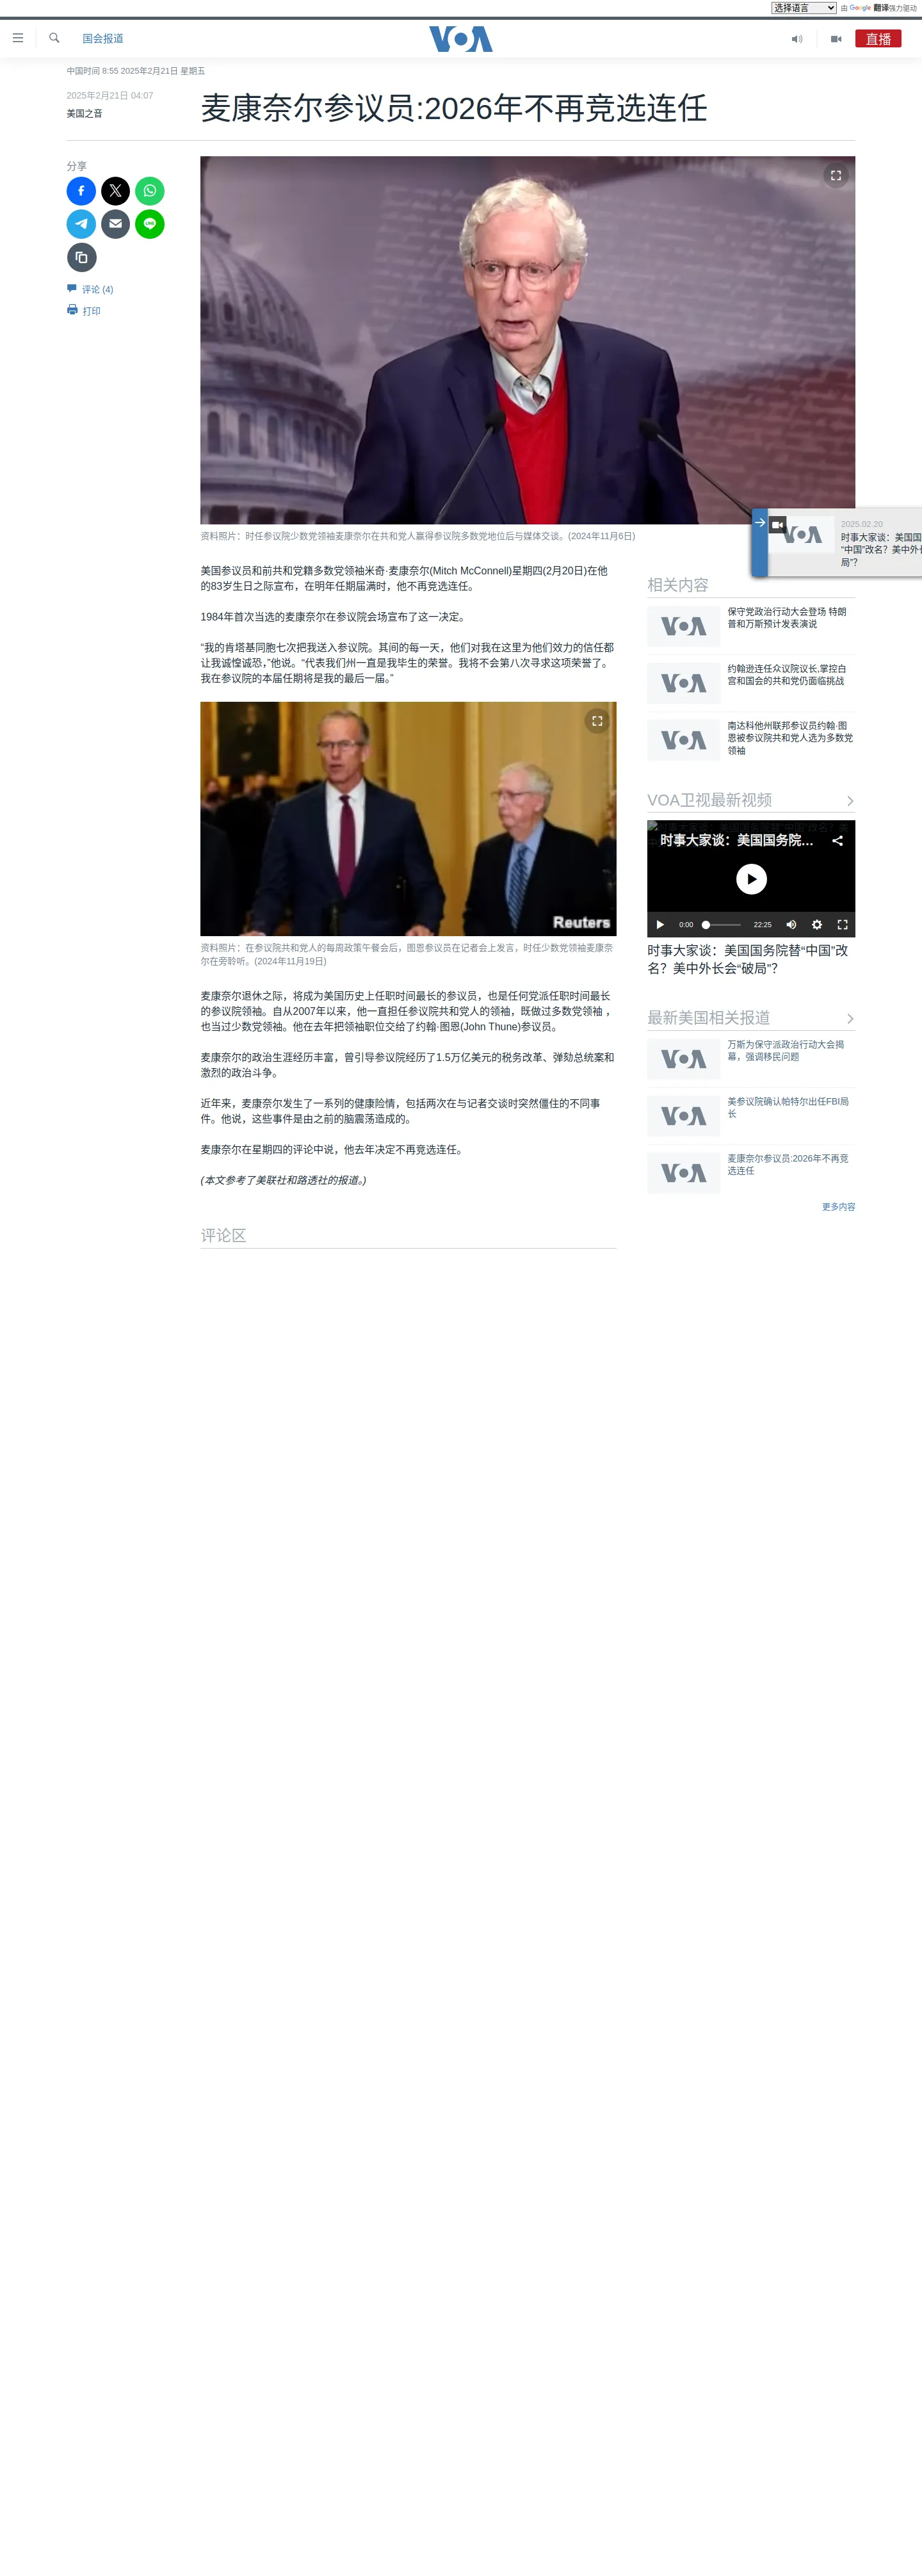 选择语言
由 Google 翻译强力驱动
国会报道
VOA
直播
中国时间 8:55 2025年2月21日 星期五
2025年2月21日 04:07
美国之音
麦康奈尔参议员:2026年不再竞选连任
分享
评论 (4)
打印
资料照片：时任参议院少数党领袖麦康奈尔在共和党人赢得参议院多数党地位后与媒体交谈。(2024年11月6日)
2025.02.20
时事大家谈：美国国
“中国”改名？美中外长
局”？
美国参议员和前共和党籍多数党领袖米奇·麦康奈尔(Mitch McConnell)星期四(2月20日)在他
的83岁生日之际宣布，在明年任期届满时，他不再竞选连任。
1984年首次当选的麦康奈尔在参议院会场宣布了这一决定。
“我的肯塔基同胞七次把我送入参议院。其间的每一天，他们对我在这里为他们效力的信任都
让我诚惶诚恐，”他说。“代表我们州一直是我毕生的荣誉。我将不会第八次寻求这项荣誉了。
我在参议院的本届任期将是我的最后一届。”
Reuters
资料照片：在参议院共和党人的每周政策午餐会后，图恩参议员在记者会上发言，时任少数党领袖麦康奈
尔在旁聆听。(2024年11月19日)
麦康奈尔退休之际，将成为美国历史上任职时间最长的参议员，也是任何党派任职时间最长
的参议院领袖。自从2007年以来，他一直担任参议院共和党人的领袖，既做过多数党领袖 ，
也当过少数党领袖。他在去年把领袖职位交给了约翰·图恩(John Thune)参议员。
麦康奈尔的政治生涯经历丰富，曾引导参议院经历了1.5万亿美元的税务改革、弹劾总统案和
激烈的政治斗争。
近年来，麦康奈尔发生了一系列的健康险情，包括两次在与记者交谈时突然僵住的不同事
件。他说，这些事件是由之前的脑震荡造成的。
麦康奈尔在星期四的评论中说，他去年决定不再竞选连任。
(本文参考了美联社和路透社的报道。)
评论区
相关内容
VOA
保守党政治行动大会登场 特朗
普和万斯预计发表演说
VOA
约翰逊连任众议院议长,掌控白
宫和国会的共和党仍面临挑战
VOA
南达科他州联邦参议员约翰·图
恩被参议院共和党人选为多数党
领袖
VOA卫视最新视频
时事大家谈：美国国务院…
0:00
22:25
时事大家谈：美国国务院替“中国”改
名？美中外长会“破局”？
最新美国相关报道
VOA
万斯为保守派政治行动大会揭
幕，强调移民问题
VOA
美参议院确认帕特尔出任FBI局
长
VOA
麦康奈尔参议员:2026年不再竞
选连任
更多内容